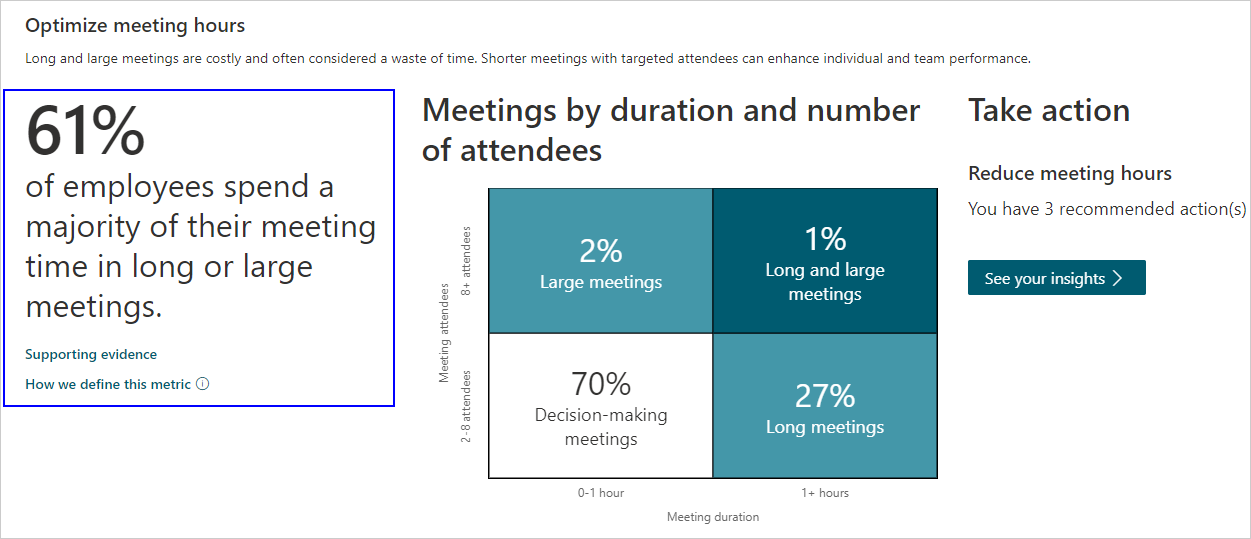 Optimize meeting hours
Long and large meetings are costly and often considered a waste of time. Shorter meetings with targeted attendees can enhance individual and team performance.
61%
of employees spend a
majority of their meeting
time in long or large
meetings.
Supporting evidence
How we define this metric
Meetings by duration and number
of attendees
Meeting attendees
8+ attendees
2-8 attendees
2%
Large meetings
1%
Long and large
meetings
70%
Decision-making
meetings
27%
Long meetings
0-1 hour
1+ hours
Meeting duration
Take action
Reduce meeting hours
You have 3 recommended action(s)
See your insights